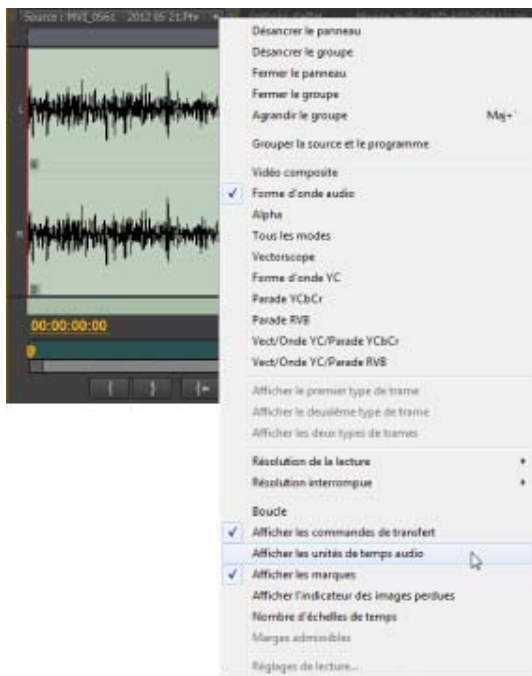 Source : MVI_0561 - 2012 05 21.f4v
Désancrer le panneau
Désancrer le groupe
Fermer le panneau
Fermer le groupe
Agrandir le groupe Maj+`
Grouper la source et le programme
Vidéo composite
Forme d'onde audio
Alpha
Tous les modes
Vectorscope
Forme d'onde YC
Parade YCbCr
Parade RVB
Vect/Onde YC/Parade YCbCr
Vect/Onde YC/Parade RVB
Afficher le premier type de trame
Afficher le deuxième type de trame
Afficher les deux types de trames
Résolution de la lecture
Résolution interrompue
Boucle
Afficher les commandes de transfert
Afficher les unités de temps audio
Afficher les marques
Afficher l'indicateur des images perdues
Nombre d'échelles de temps
Marges admissibles
Réglages de lecture...
L
R
00:00:00:00